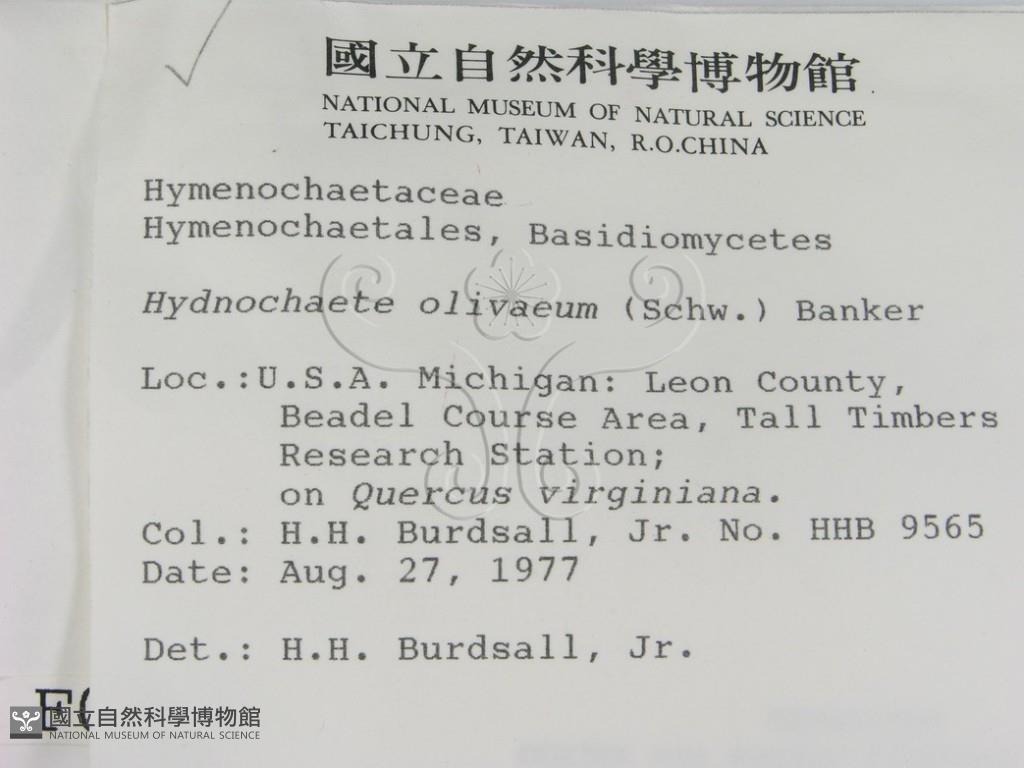 國立自然科學博物館
NATIONAL MUSEUM OF NATURAL SCIENCE
TAICHUNG, TAIWAN, R.O.CHINA
Hymenochaetaceae
Hymenochaetales, Basidiomycetes
Hydnochaete olivaeum (Schw.) Banker
Loc.:U.S.A. Michigan: Leon County,
Beadel Course Area, Tall Timbers
Research Station;
on Quercus virginiana.
Col.: H.H. Burdsall, Jr. No. HHB 9565
Date: Aug. 27, 1977
Det.: H.H. Burdsall, Jr.
F(
國立自然科學博物館
NATIONAL MUSEUM OF NATURAL SCIENCE